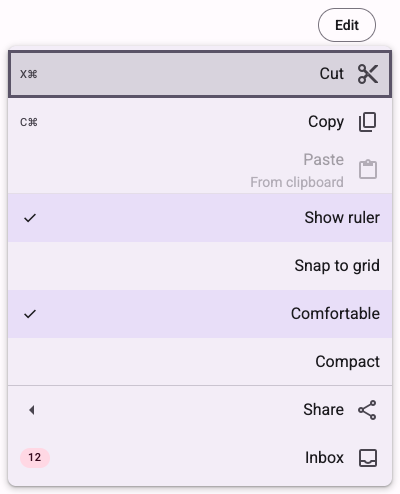 Edit
Cut X⌘
Copy C⌘
Paste
From clipboard
Show ruler
Snap to grid
Comfortable
Compact
Share
Inbox 12